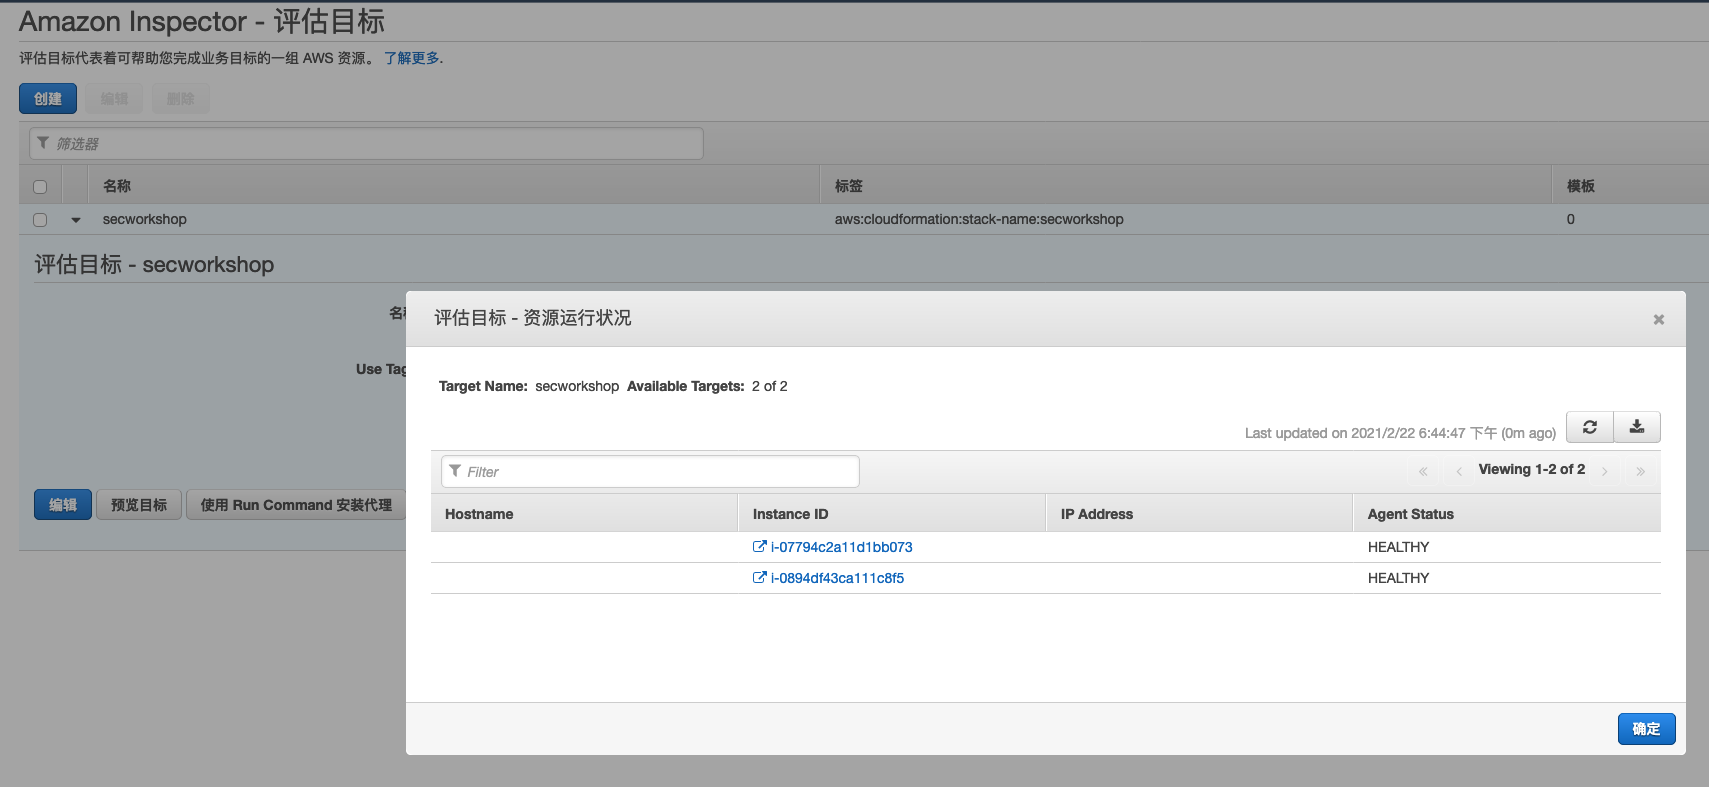 Amazon Inspector - 评估目标
评估目标代表着可帮助您完成业务目标的一组 AWS 资源。 了解更多.
创建 编辑 删除
筛选器
名称 标签 模板
secworkshop aws:cloudformation:stack-name:secworkshop 0
评估目标 - secworkshop
名
Use Tag
编辑 预览目标 使用 Run Command 安装代理
评估目标 - 资源运行状况
Target Name: secworkshop Available Targets: 2 of 2
Last updated on 2021/2/22 6:44:47 下午 (0m ago)
Filter
« ‹ Viewing 1-2 of 2 › »
Hostname Instance ID IP Address Agent Status
i-07794c2a11d1bb073 HEALTHY
i-0894df43ca111c8f5 HEALTHY
确定